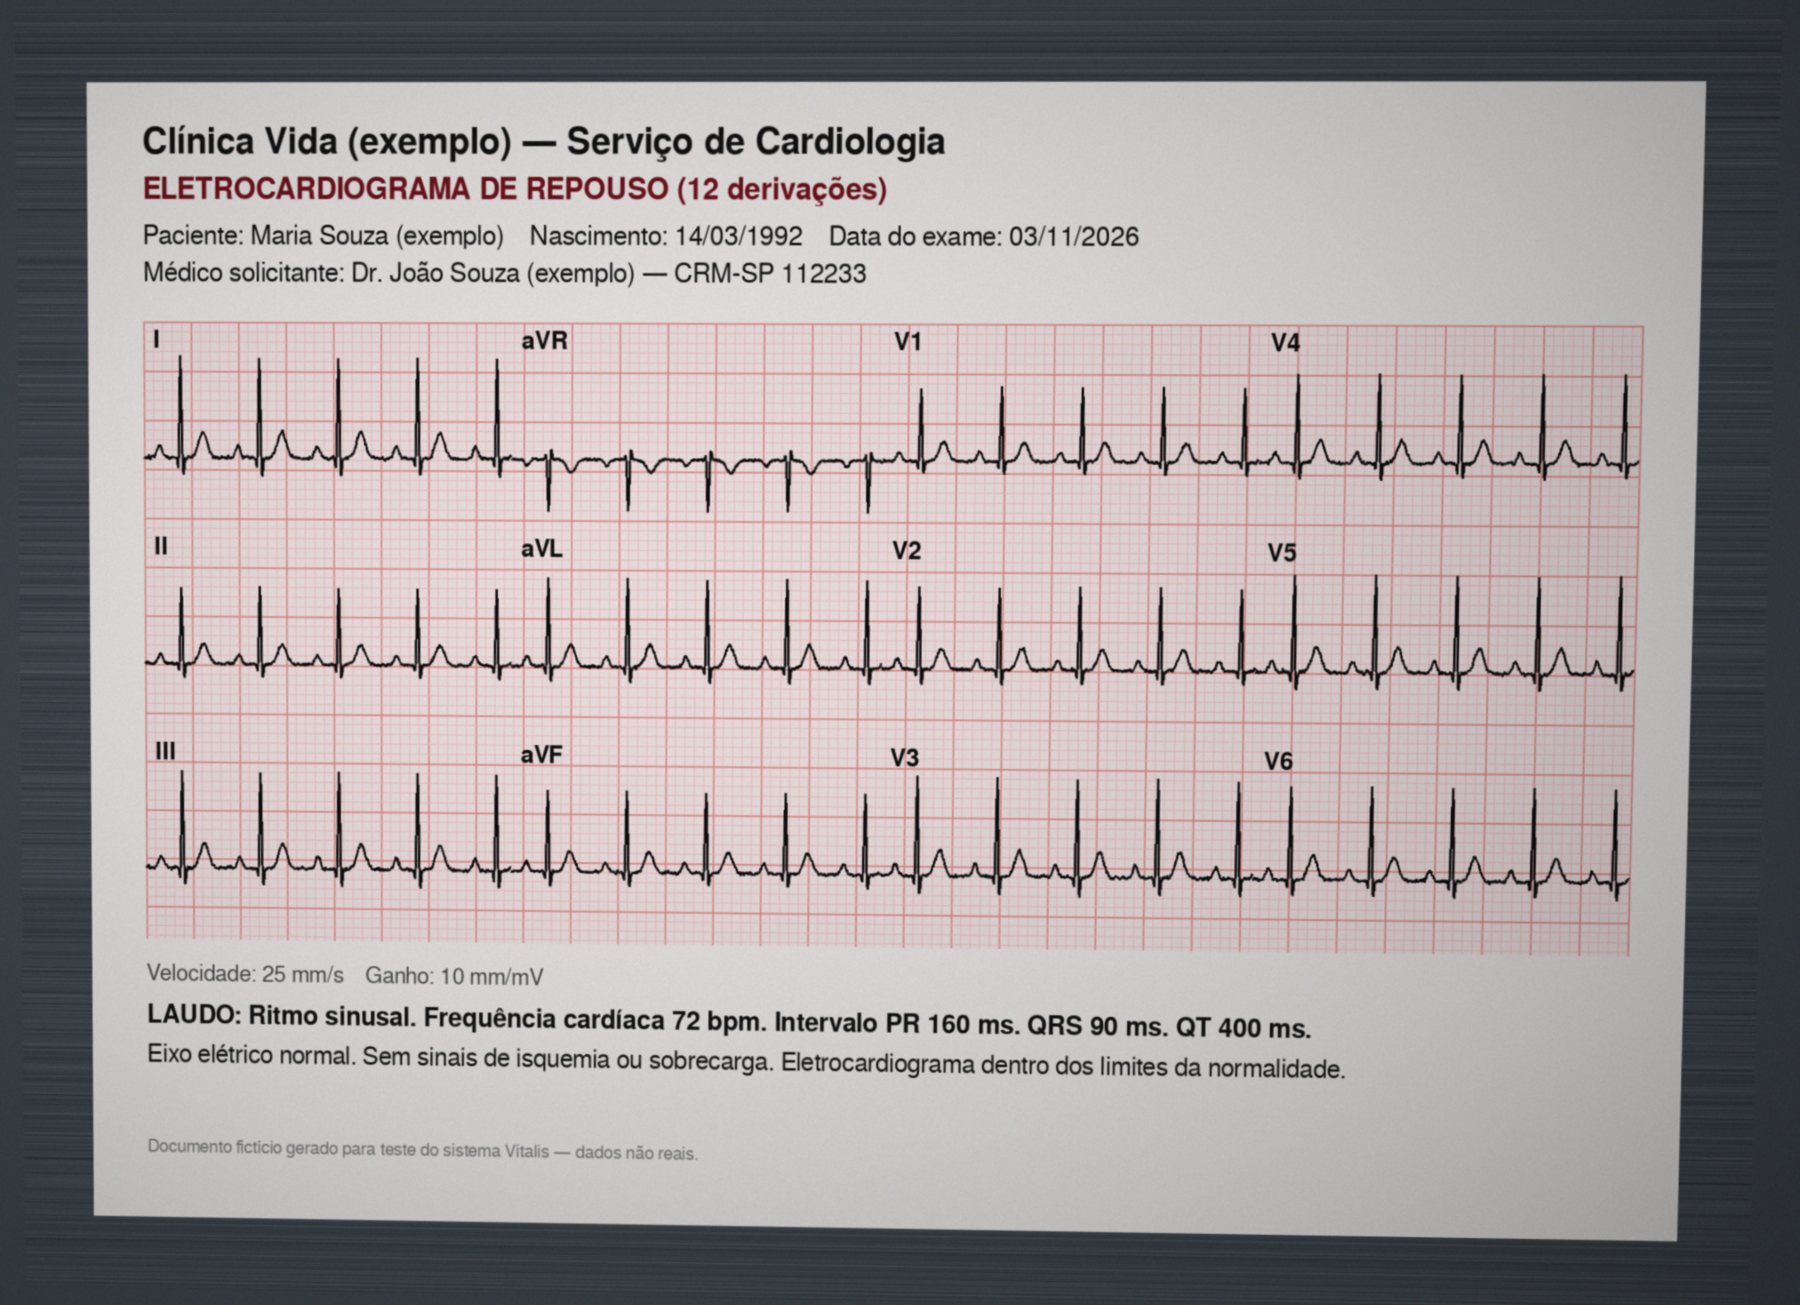 Clínica Vida (exemplo) — Serviço de Cardiologia
ELETROCARDIOGRAMA DE REPOUSO (12 derivações)
Paciente: Maria Souza (exemplo) Nascimento: 14/03/1992 Data do exame: 03/11/2026
Médico solicitante: Dr. João Souza (exemplo) — CRM-SP 112233
I aVR V1 V4
II aVL V2 V5
III aVF V3 V6
Velocidade: 25 mm/s Ganho: 10 mm/mV
LAUDO: Ritmo sinusal. Frequência cardíaca 72 bpm. Intervalo PR 160 ms. QRS 90 ms. QT 400 ms.
Eixo elétrico normal. Sem sinais de isquemia ou sobrecarga. Eletrocardiograma dentro dos limites da normalidade.
Documento fictício gerado para teste do sistema Vitalis — dados não reais.